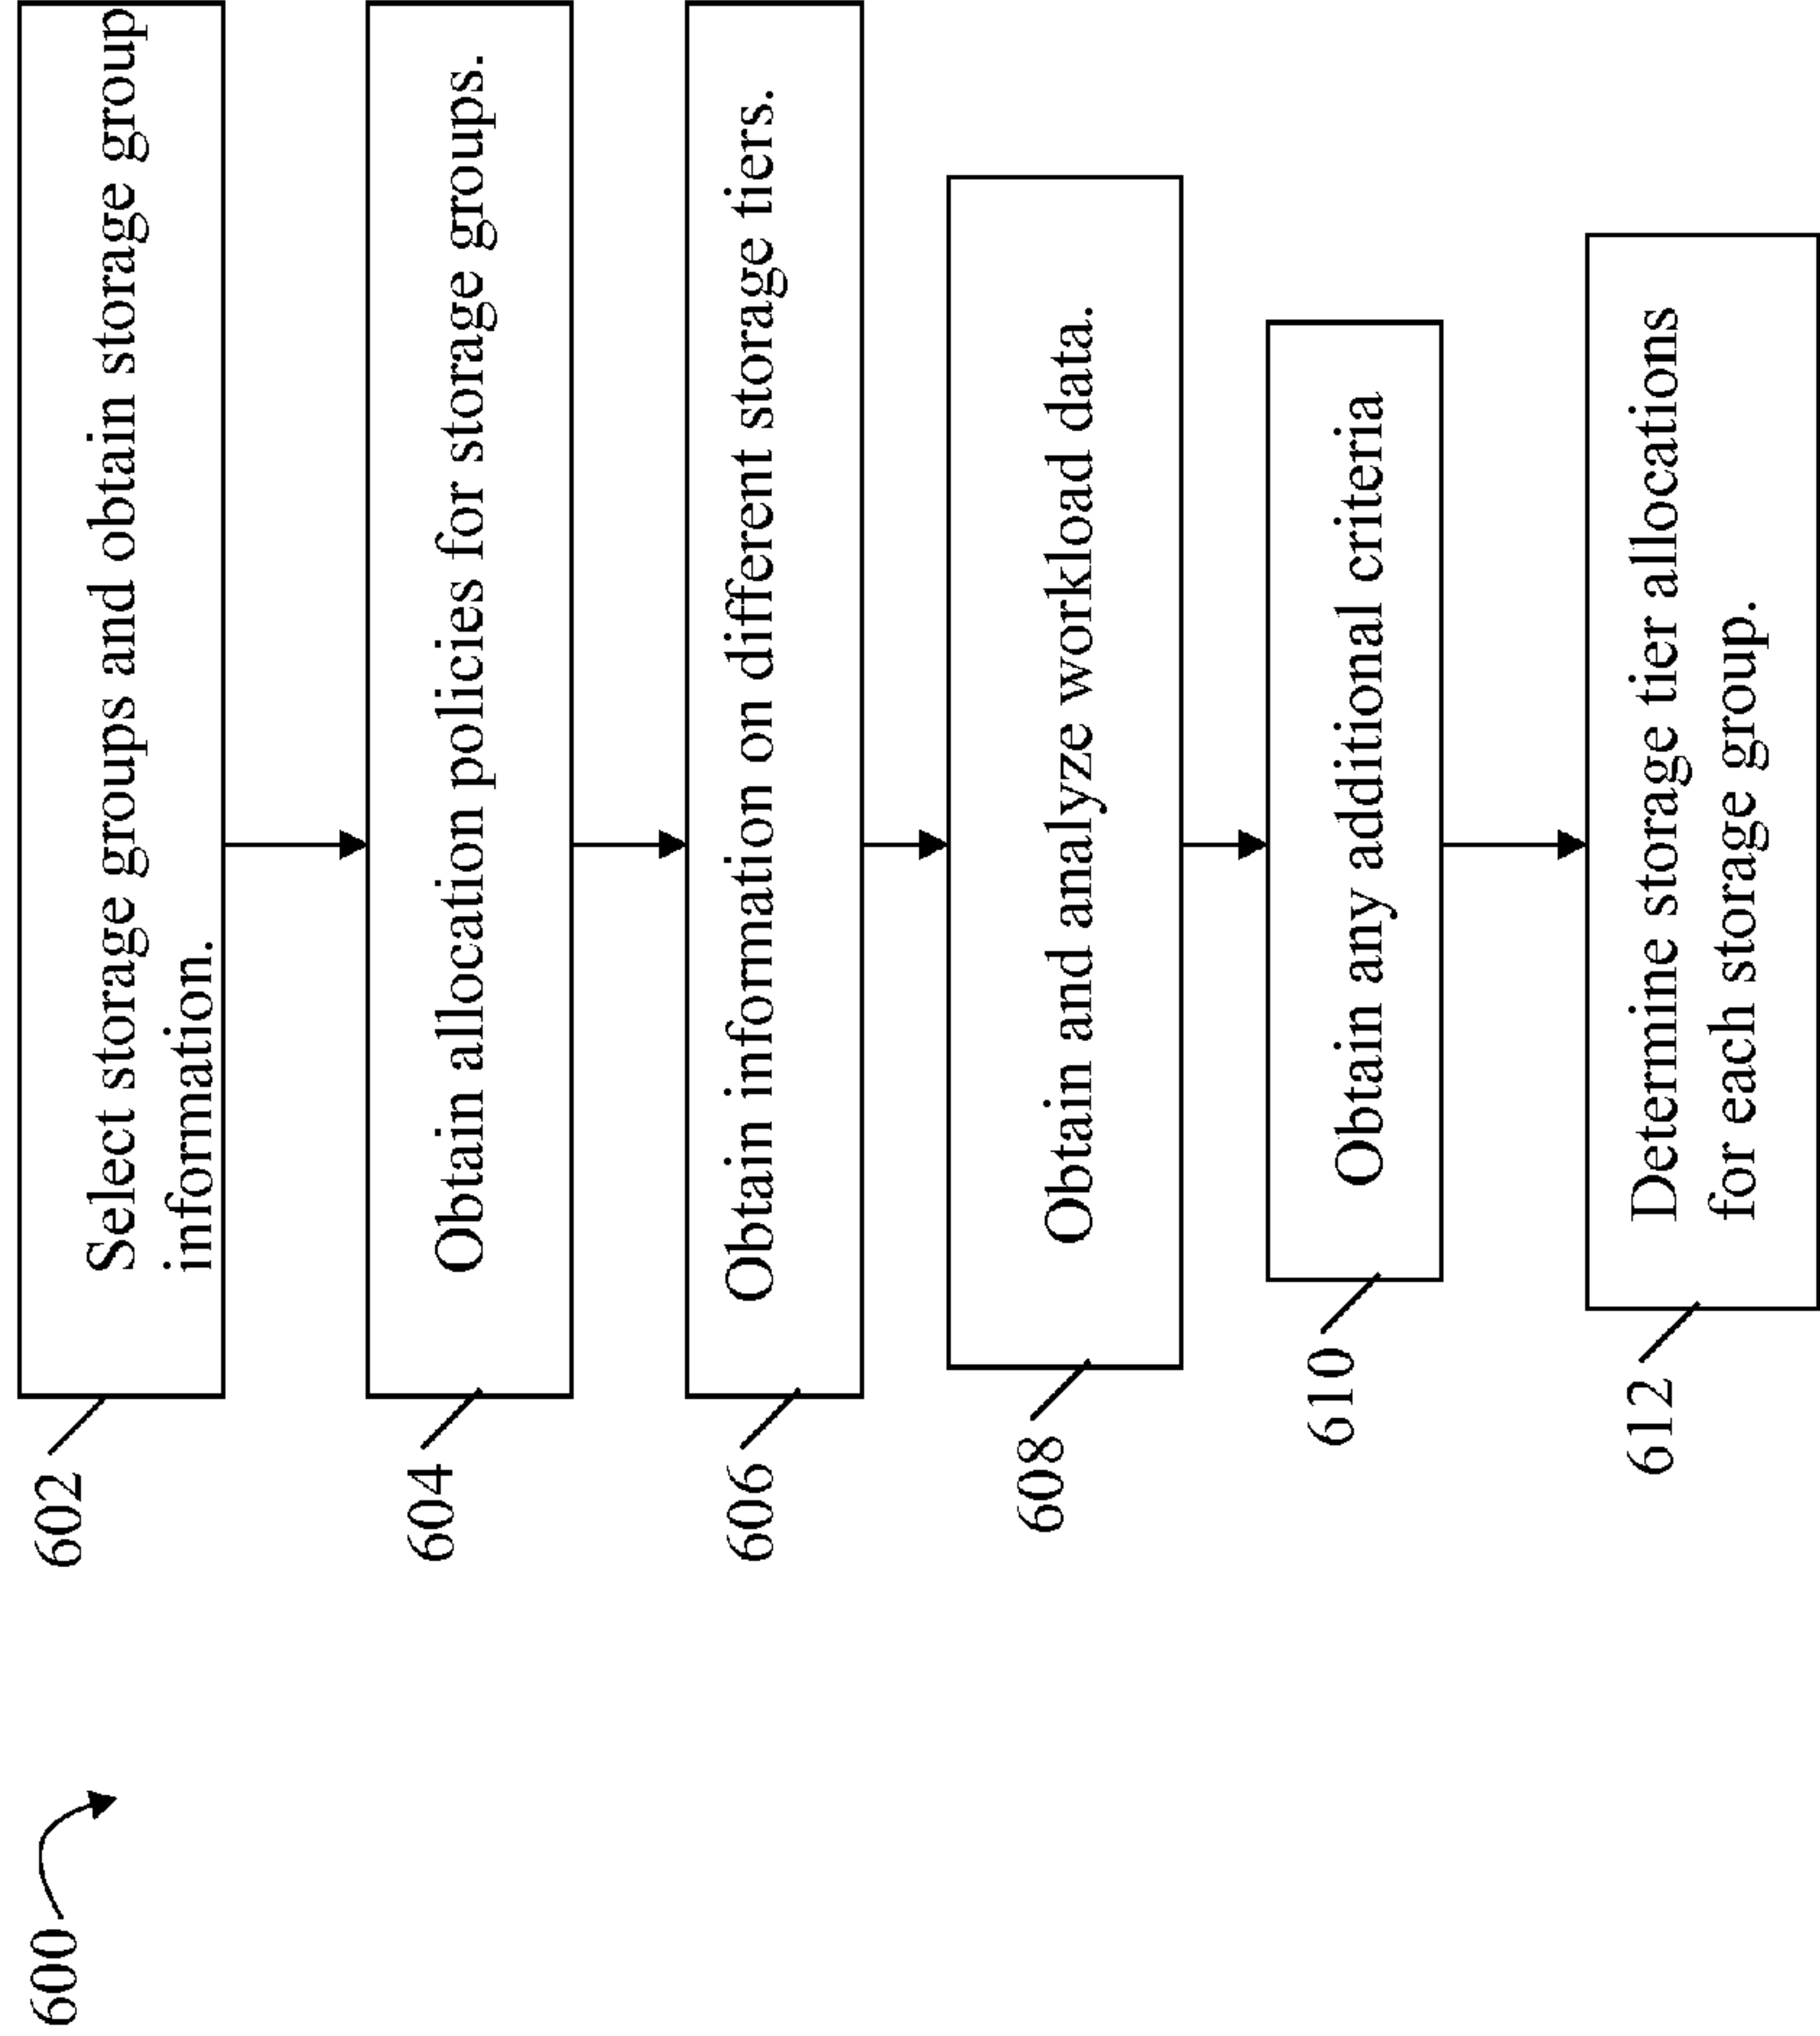 600
602
Select storage groups and obtain storage group
information.
604
Obtain allocation policies for storage groups.
606
Obtain information on different storage tiers.
608
Obtain and analyze workload data.
610
Obtain any additional criteria
612
Determine storage tier allocations
for each storage group.